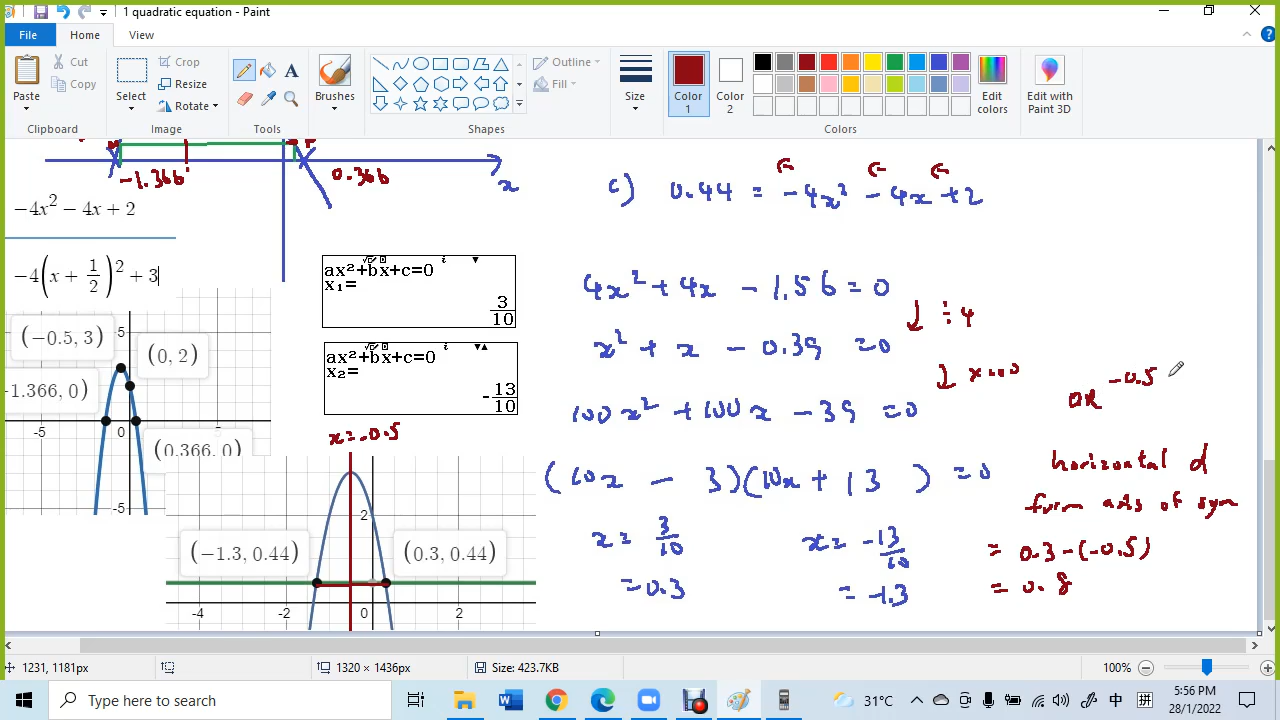 1 quadratic equation - Paint
File Home View
Paste Cut Copy
Select Crop Resize Rotate
Brushes
Outline
Fill
Size
Color 1
Color 2
Edit colors
Edit with Paint 3D
Clipboard Image Tools Shapes Colors
-1.366 0.366 x
-4x² - 4x + 2
-4(x + 1/2)² + 3
(-0.5, 3)
(0, 2)
-1.366, 0)
(0.366, 0)
5
-5 0
-5
ax²+bx+c=0
x₁=
3/10
ax²+bx+c=0
x₂=
-13/10
x = -0.5
2
(-1.3, 0.44) (0.3, 0.44)
-4 -2 0 2
c) 0.44 = -4x² - 4x + 2
4x² + 4x - 1.56 = 0
÷4
x² + x - 0.39 = 0
x 100
100x² + 100x - 39 = 0
(10x - 3)(10x + 13) = 0
x = 3/10 x = -13/10
= 0.3 = -1.3
OR -0.5
horizontal d
from axis of sym
= 0.3 - (-0.5)
= 0.8
1231, 1181px 1320 × 1436px Size: 423.7KB 100%
Type here to search
31°C 中 拼 5:56 PM
28/1/2022